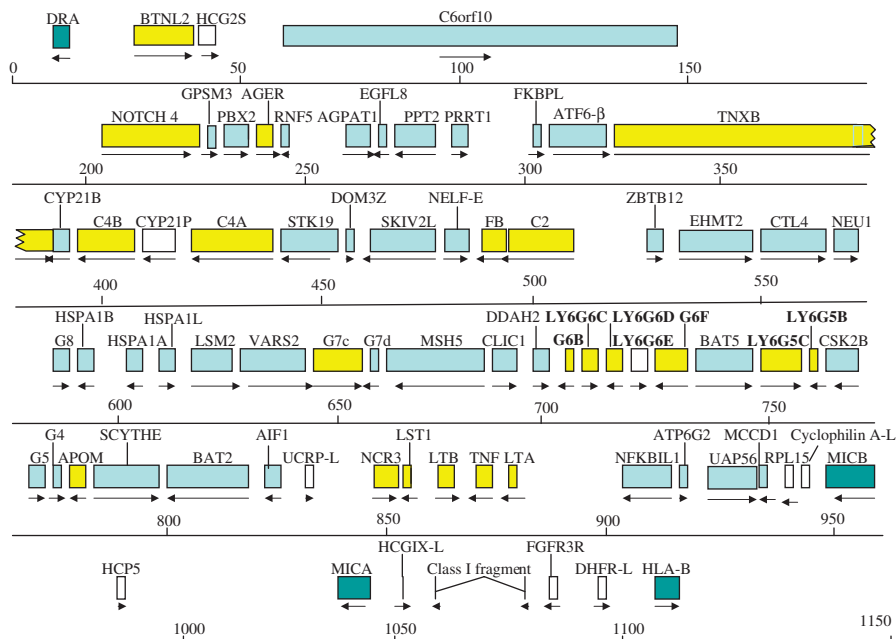 DRA BTNL2 HCG2S C6orf10
0 50 100 150
GPSM3 AGER EGFL8 FKBPL
NOTCH 4 PBX2 RNF5 AGPAT1 PPT2 PRRT1 ATF6-β TNXB
200 250 300 350
CYP21B DOM3Z NELF-E ZBTB12
C4B CYP21P C4A STK19 SKIV2L FB C2 EHMT2 CTL4 NEU1
400 450 500 550
HSPA1B HSPA1L DDAH2 LY6G6C LY6G6D G6F LY6G5B
G8 HSPA1A LSM2 VARS2 G7c G7d MSH5 CLIC1 G6B LY6G6E BAT5 LY6G5C CSK2B
600 650 700 750
G4 SCYTHE AIF1 LST1 ATP6G2 MCCD1 Cyclophilin A-L
G5 APOM BAT2 UCRP-L NCR3 LTB TNF LTA NFKBIL1 UAP56 RPL15 MICB
800 850 900 950
HCGIX-L FGFR3R
HCP5 MICA Class I fragment DHFR-L HLA-B
1000 1050 1100 1150